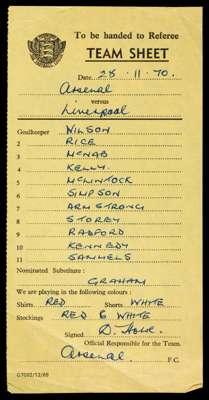 To be handed to Referee
TEAM SHEET
Date 28 . 11 . 70.
Arsenal
versus
Liverpool
Goalkeeper WILSON
2 RICE
3 MCNAB
4 KELLY
5 MCLINTOCK
6 SIMPSON
7 ARMSTRONG
8 STOREY
9 RADFORD
10 KENNEDY
11 SAMMELS
Nominated Substitute : GRAHAM
We are playing in the following colours :
Shirts RED Shorts WHITE
Stockings RED & WHITE
Signed D. Howe
Official Responsible for the Team.
Arsenal F.C.
G7002/12/69